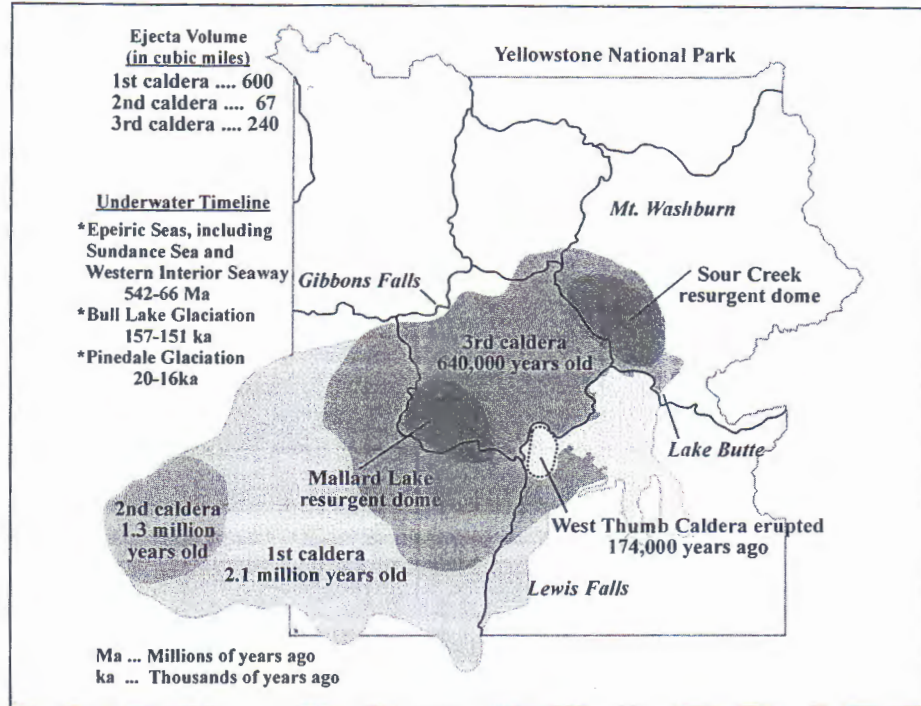 Ejecta Volume
(in cubic miles)
1st caldera .... 600
2nd caldera .... 67
3rd caldera .... 240
Yellowstone National Park
Underwater Timeline
*Epeiric Seas, including
Sundance Sea and
Western Interior Seaway
542-66 Ma
*Bull Lake Glaciation
157-151 ka
*Pinedale Glaciation
20-16ka
Mt. Washburn
Gibbons Falls
Sour Creek
resurgent dome
3rd caldera
640,000 years old
Lake Butte
Mallard Lake
resurgent dome
2nd caldera
1.3 million
years old
West Thumb Caldera erupted
174,000 years ago
1st caldera
2.1 million years old
Lewis Falls
Ma ... Millions of years ago
ka ... Thousands of years ago